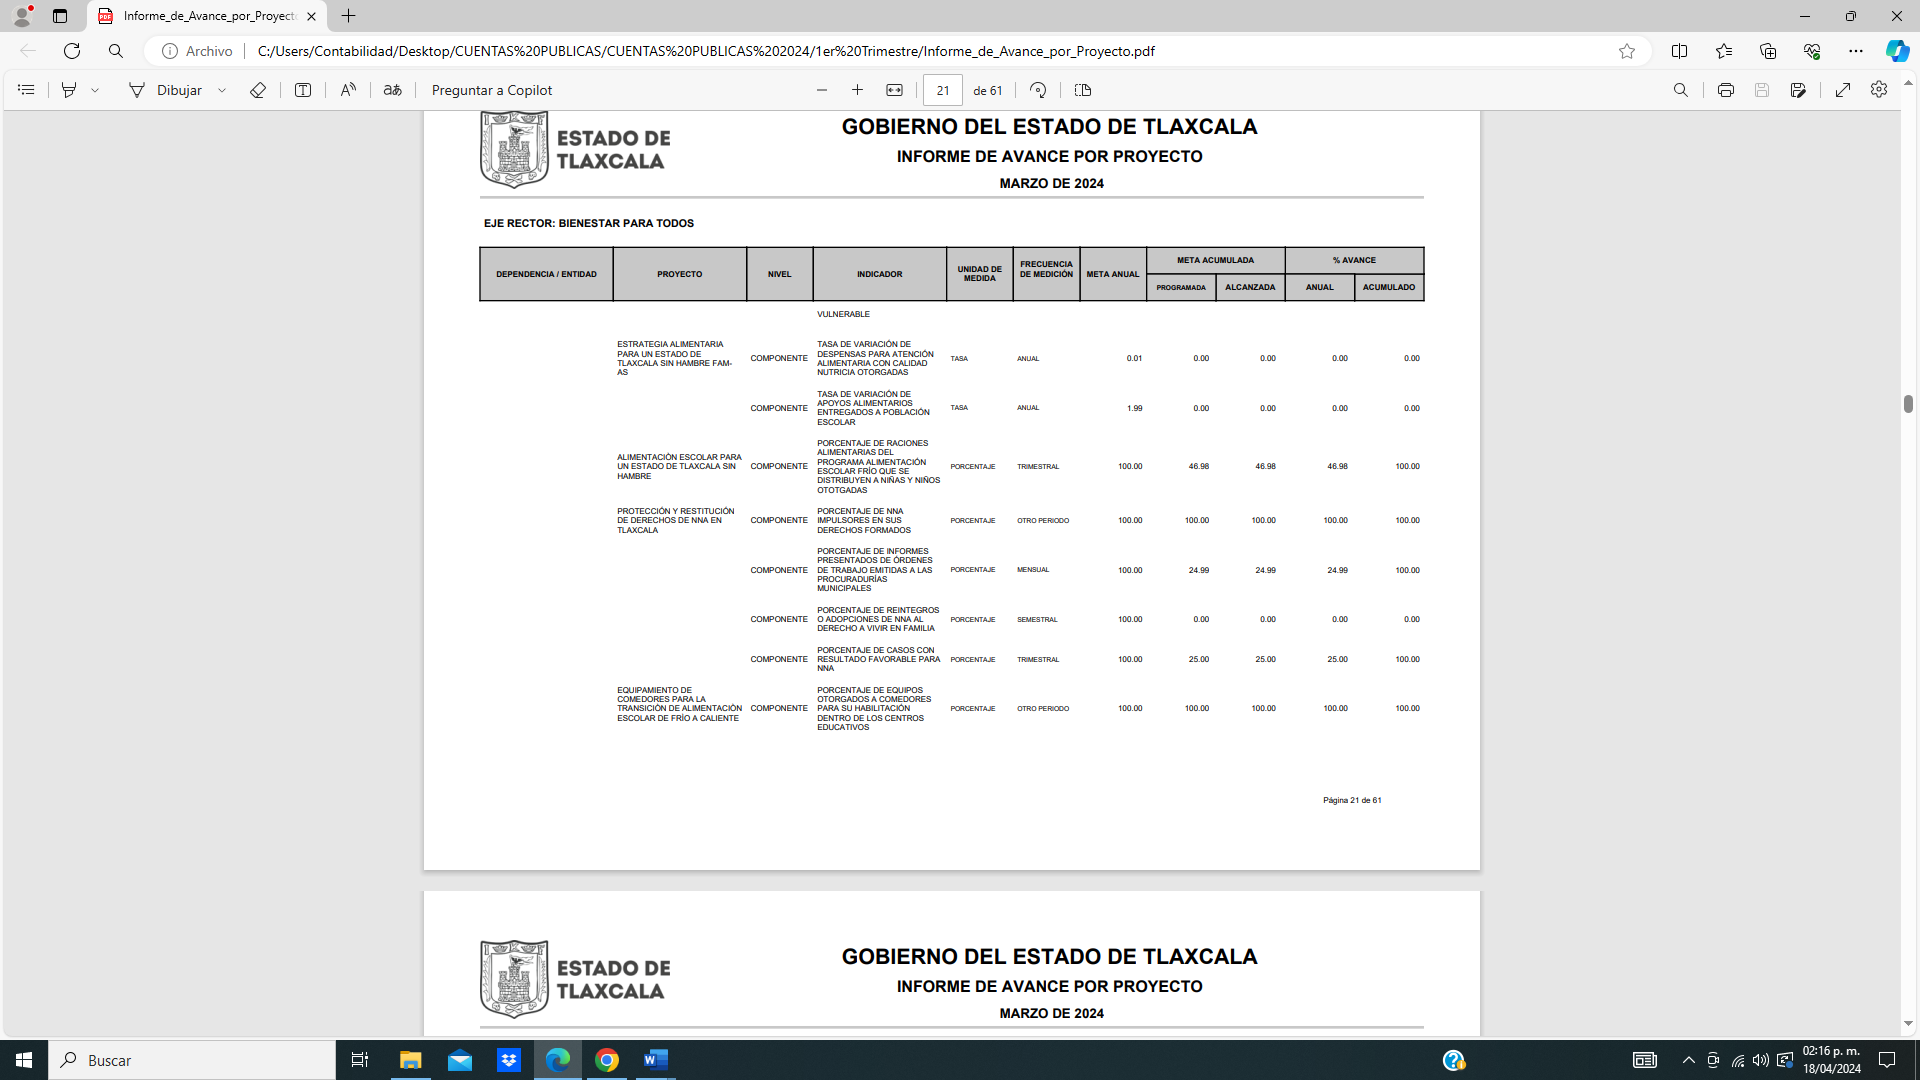 Informe_de_Avance_por_Proyecto
Archivo
C:/Users/Contabilidad/Desktop/CUENTAS%20PUBLICAS/CUENTAS%20PUBLICAS%202024/1er%20Trimestre/Informe_de_Avance_por_Proyecto.pdf
Dibujar
Preguntar a Copilot
21 de 61
ESTADO DE
TLAXCALA
GOBIERNO DEL ESTADO DE TLAXCALA
INFORME DE AVANCE POR PROYECTO
MARZO DE 2024
EJE RECTOR: BIENESTAR PARA TODOS
DEPENDENCIA / ENTIDAD
PROYECTO
NIVEL
INDICADOR
UNIDAD DE
MEDIDA
FRECUENCIA
DE MEDICIÓN
META ANUAL
META ACUMULADA
PROGRAMADA
ALCANZADA
% AVANCE
ANUAL
ACUMULADO
VULNERABLE
ESTRATEGIA ALIMENTARIA
PARA UN ESTADO DE
TLAXCALA SIN HAMBRE FAM-
AS
COMPONENTE
TASA DE VARIACIÓN DE
DESPENSAS PARA ATENCIÓN
ALIMENTARIA CON CALIDAD
NUTRICIA OTORGADAS
TASA
ANUAL
0.01
0.00
0.00
0.00
0.00
COMPONENTE
TASA DE VARIACIÓN DE
APOYOS ALIMENTARIOS
ENTREGADOS A POBLACIÓN
ESCOLAR
TASA
ANUAL
1.99
0.00
0.00
0.00
0.00
ALIMENTACIÓN ESCOLAR PARA
UN ESTADO DE TLAXCALA SIN
HAMBRE
COMPONENTE
PORCENTAJE DE RACIONES
ALIMENTARIAS DEL
PROGRAMA ALIMENTACIÓN
ESCOLAR FRÍO QUE SE
DISTRIBUYEN A NIÑAS Y NIÑOS
OTOTGADAS
PORCENTAJE
TRIMESTRAL
100.00
46.98
46.98
46.98
100.00
PROTECCIÓN Y RESTITUCIÓN
DE DERECHOS DE NNA EN
TLAXCALA
COMPONENTE
PORCENTAJE DE NNA
IMPULSORES EN SUS
DERECHOS FORMADOS
PORCENTAJE
OTRO PERIODO
100.00
100.00
100.00
100.00
100.00
COMPONENTE
PORCENTAJE DE INFORMES
PRESENTADOS DE ÓRDENES
DE TRABAJO EMITIDAS A LAS
PROCURADURÍAS
MUNICIPALES
PORCENTAJE
MENSUAL
100.00
24.99
24.99
24.99
100.00
COMPONENTE
PORCENTAJE DE REINTEGROS
O ADOPCIONES DE NNA AL
DERECHO A VIVIR EN FAMILIA
PORCENTAJE
SEMESTRAL
100.00
0.00
0.00
0.00
0.00
COMPONENTE
PORCENTAJE DE CASOS CON
RESULTADO FAVORABLE PARA
NNA
PORCENTAJE
TRIMESTRAL
100.00
25.00
25.00
25.00
100.00
EQUIPAMIENTO DE
COMEDORES PARA LA
TRANSICIÓN DE ALIMENTACIÓN
ESCOLAR DE FRÍO A CALIENTE
COMPONENTE
PORCENTAJE DE EQUIPOS
OTORGADOS A COMEDORES
PARA SU HABILITACIÓN
DENTRO DE LOS CENTROS
EDUCATIVOS
PORCENTAJE
OTRO PERIODO
100.00
100.00
100.00
100.00
100.00
Página 21 de 61
ESTADO DE
TLAXCALA
GOBIERNO DEL ESTADO DE TLAXCALA
INFORME DE AVANCE POR PROYECTO
MARZO DE 2024
Buscar
02:16 p. m.
18/04/2024